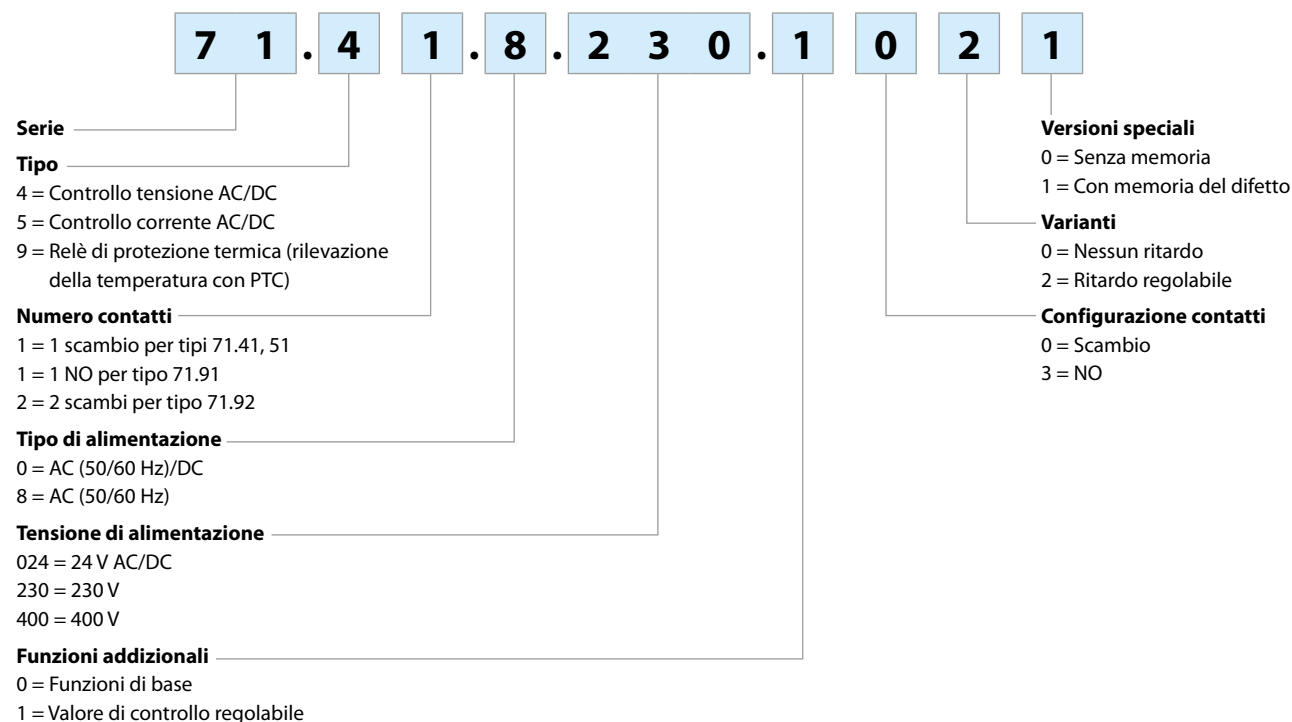 7 1 . 4 1 . 8 . 2 3 0 . 1 0 2 1
Serie
Tipo
4 = Controllo tensione AC/DC
5 = Controllo corrente AC/DC
9 = Relè di protezione termica (rilevazione
della temperatura con PTC)
Numero contatti
1 = 1 scambio per tipi 71.41, 51
1 = 1 NO per tipo 71.91
2 = 2 scambi per tipo 71.92
Tipo di alimentazione
0 = AC (50/60 Hz)/DC
8 = AC (50/60 Hz)
Tensione di alimentazione
024 = 24 V AC/DC
230 = 230 V
400 = 400 V
Funzioni addizionali
0 = Funzioni di base
1 = Valore di controllo regolabile
Versioni speciali
0 = Senza memoria
1 = Con memoria del difetto
Varianti
0 = Nessun ritardo
2 = Ritardo regolabile
Configurazione contatti
0 = Scambio
3 = NO